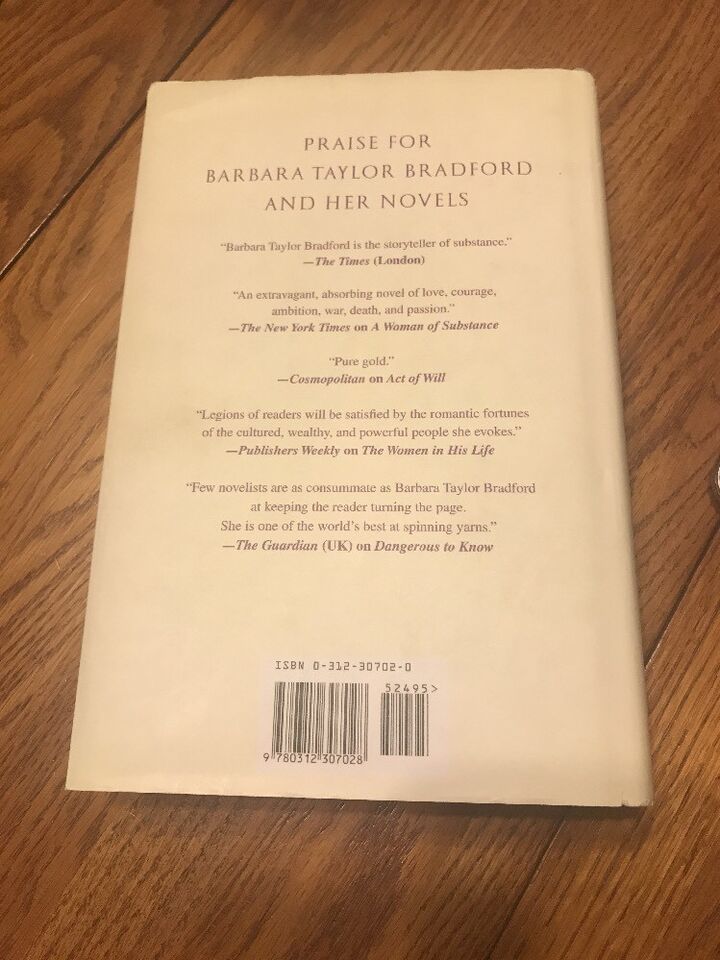 PRAISE FOR
BARBARA TAYLOR BRADFORD
AND HER NOVELS
“Barbara Taylor Bradford is the storyteller of substance.”
—The Times (London)
“An extravagant, absorbing novel of love, courage,
ambition, war, death, and passion.”
—The New York Times on A Woman of Substance
“Pure gold.”
—Cosmopolitan on Act of Will
“Legions of readers will be satisfied by the romantic fortunes
of the cultured, wealthy, and powerful people she evokes.”
—Publishers Weekly on The Women in His Life
“Few novelists are as consummate as Barbara Taylor Bradford
at keeping the reader turning the page.
She is one of the world’s best at spinning yarns.”
—The Guardian (UK) on Dangerous to Know
ISBN 0-312-30702-0
52495>
9 780312 307028